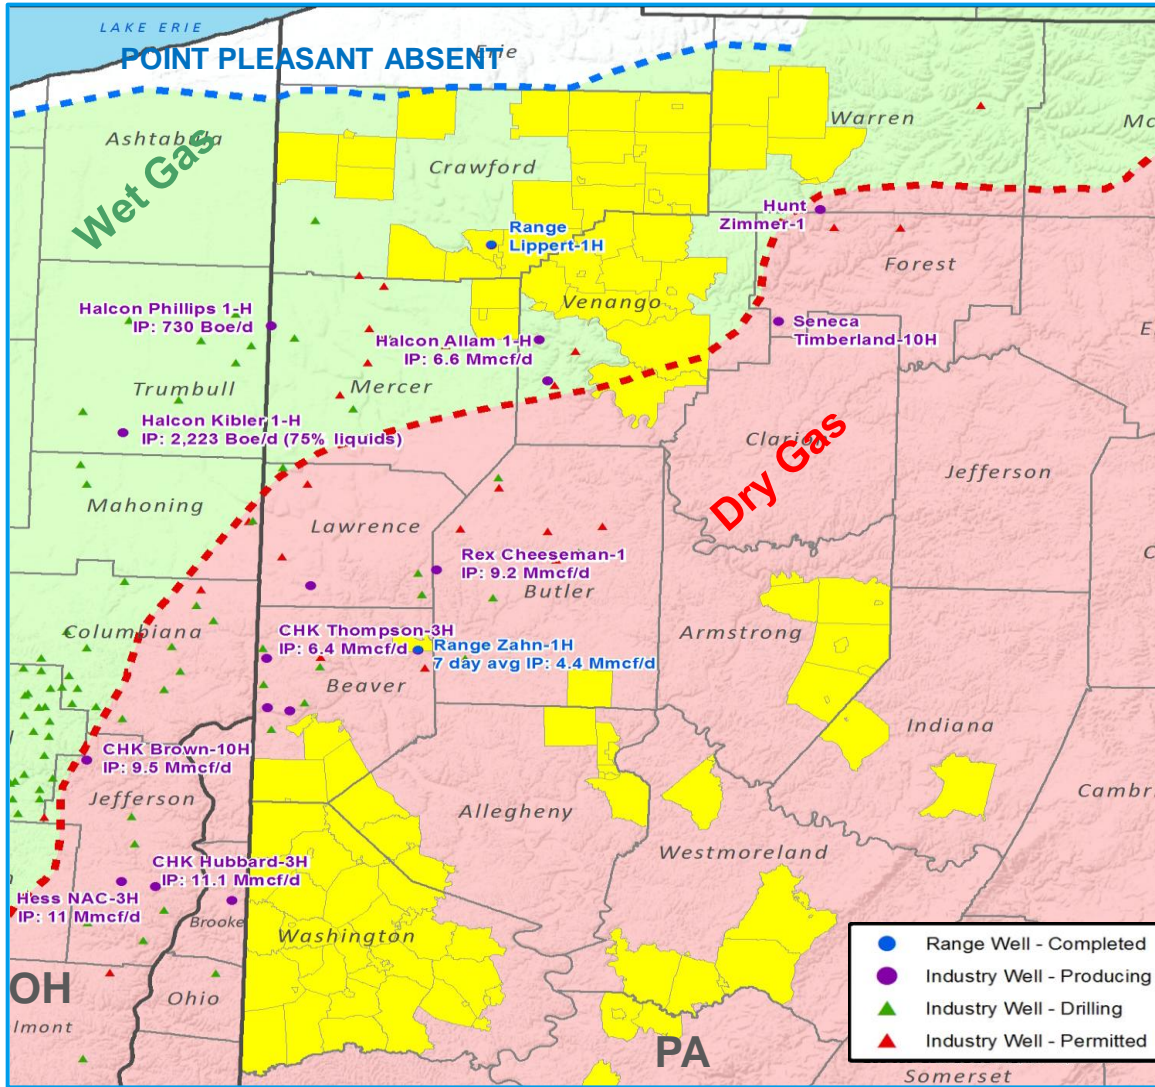 LAKE ERIE
POINT PLEASANT ABSENT
Erie
Ashtabula
Wet Gas
Crawford
Warren
Mc
Hunt
Zimmer-1
Range
Lippert-1H
Forest
Venango
Halcon Phillips 1-H
IP: 730 Boe/d
Halcon Allam 1-H
IP: 6.6 Mmcf/d
Seneca
Timberland-10H
E
Trumbull
Mercer
Halcon Kibler 1-H
IP: 2,223 Boe/d (75% liquids)
Clarion
Dry Gas
Jefferson
Mahoning
Lawrence
C
Rex Cheeseman-1
IP: 9.2 Mmcf/d
Butler
Columbiana
CHK Thompson-3H
IP: 6.4 Mmcf/d
Range Zahn-1H
7 day avg IP: 4.4 Mmcf/d
Armstrong
Beaver
Indiana
CHK Brown-10H
IP: 9.5 Mmcf/d
Jefferson
Allegheny
Cambr
Westmoreland
CHK Hubbard-3H
IP: 11.1 Mmcf/d
Hess NAC-3H
IP: 11 Mmcf/d
Brooke
Washington
OH
Ohio
lmont
PA
Somerset
Range Well - Completed
Industry Well - Producing
Industry Well - Drilling
Industry Well - Permitted